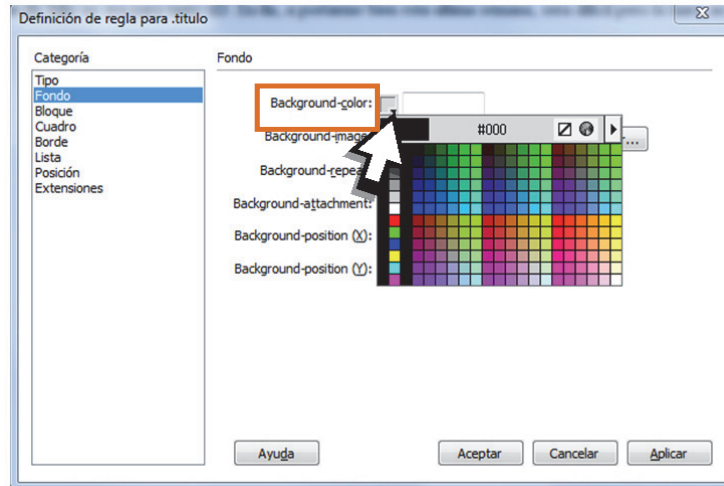 Definición de regla para .titulo
Categoría
Tipo
Fondo
Bloque
Cuadro
Borde
Lista
Posición
Extensiones
Fondo
Background-color:
#000
Background-image
Background-repea
Background-attachment:
Background-position (X):
Background-position (Y):
Ayuda
Aceptar
Cancelar
Aplicar